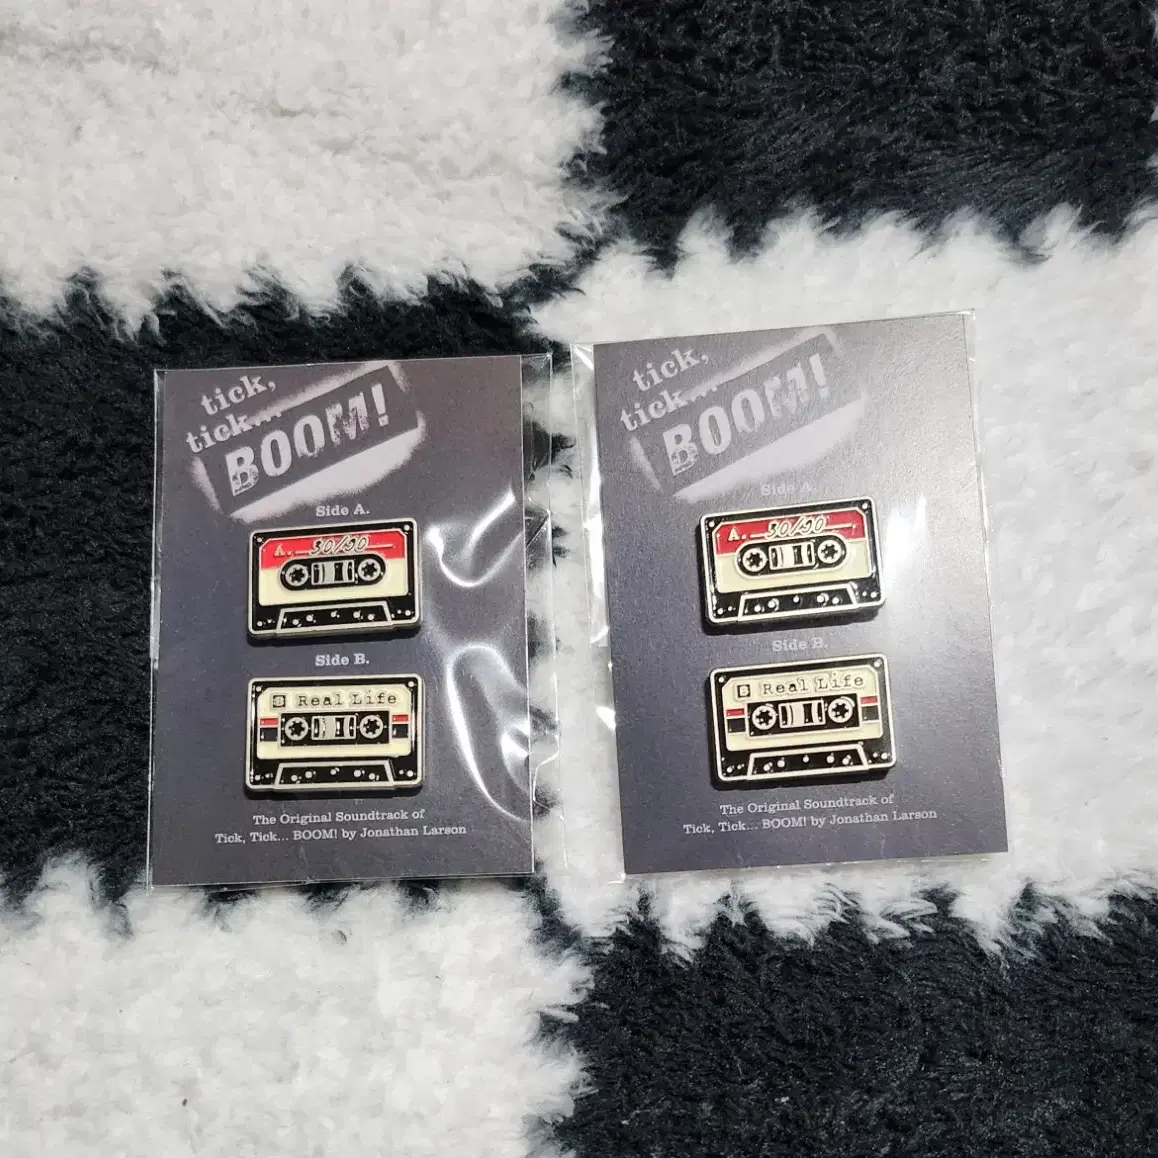 tick,
tick...
BOOM!
Side A.
A. 30/90
Side B.
B Real Life
The Original Soundtrack of
Tick, Tick... BOOM! by Jonathan Larson
tick,
tick...
BOOM!
Side A.
A. 30/90
Side B.
B Real Life
The Original Soundtrack of
Tick, Tick... BOOM! by Jonathan Larson